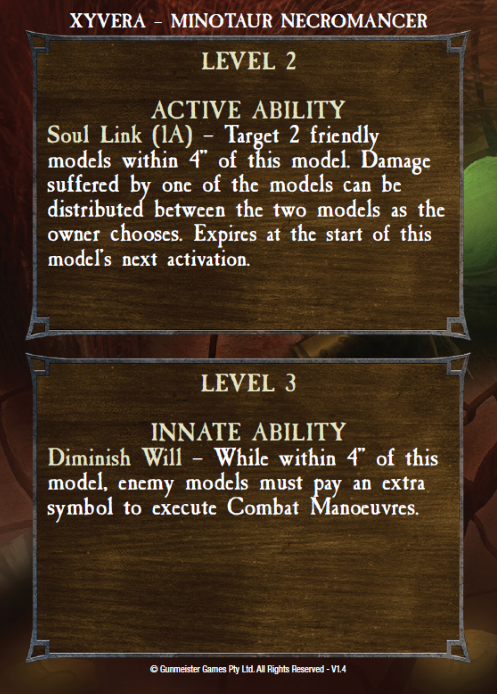 XYVERA – MINOTAUR NECROMANCER
LEVEL 2
ACTIVE ABILITY
Soul Link (1A) – Target 2 friendly
models within 4" of this model. Damage
suffered by one of the models can be
distributed between the two models as the
owner chooses. Expires at the start of this
model's next activation.
LEVEL 3
INNATE ABILITY
Diminish Will – While within 4" of this
model, enemy models must pay an extra
symbol to execute Combat Manoeuvres.
© Gunmeister Games Pty Ltd. All Rights Reserved - V1.4